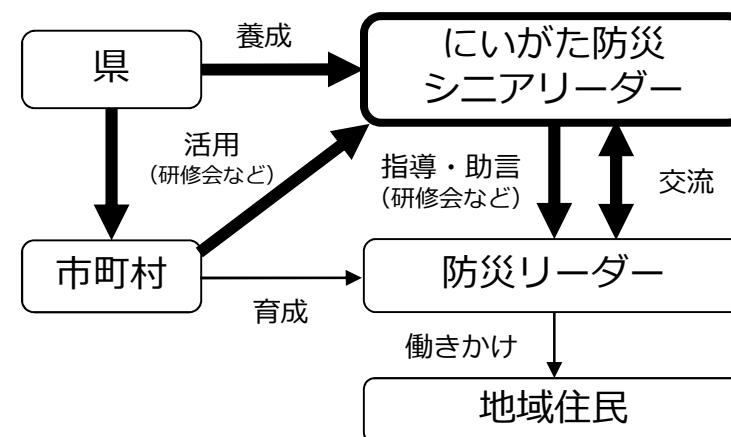 県
養成
にいがた防災
シニアリーダー
活用
（研修会など）
指導・助言
（研修会など）
交流
市町村
育成
防災リーダー
働きかけ
地域住民